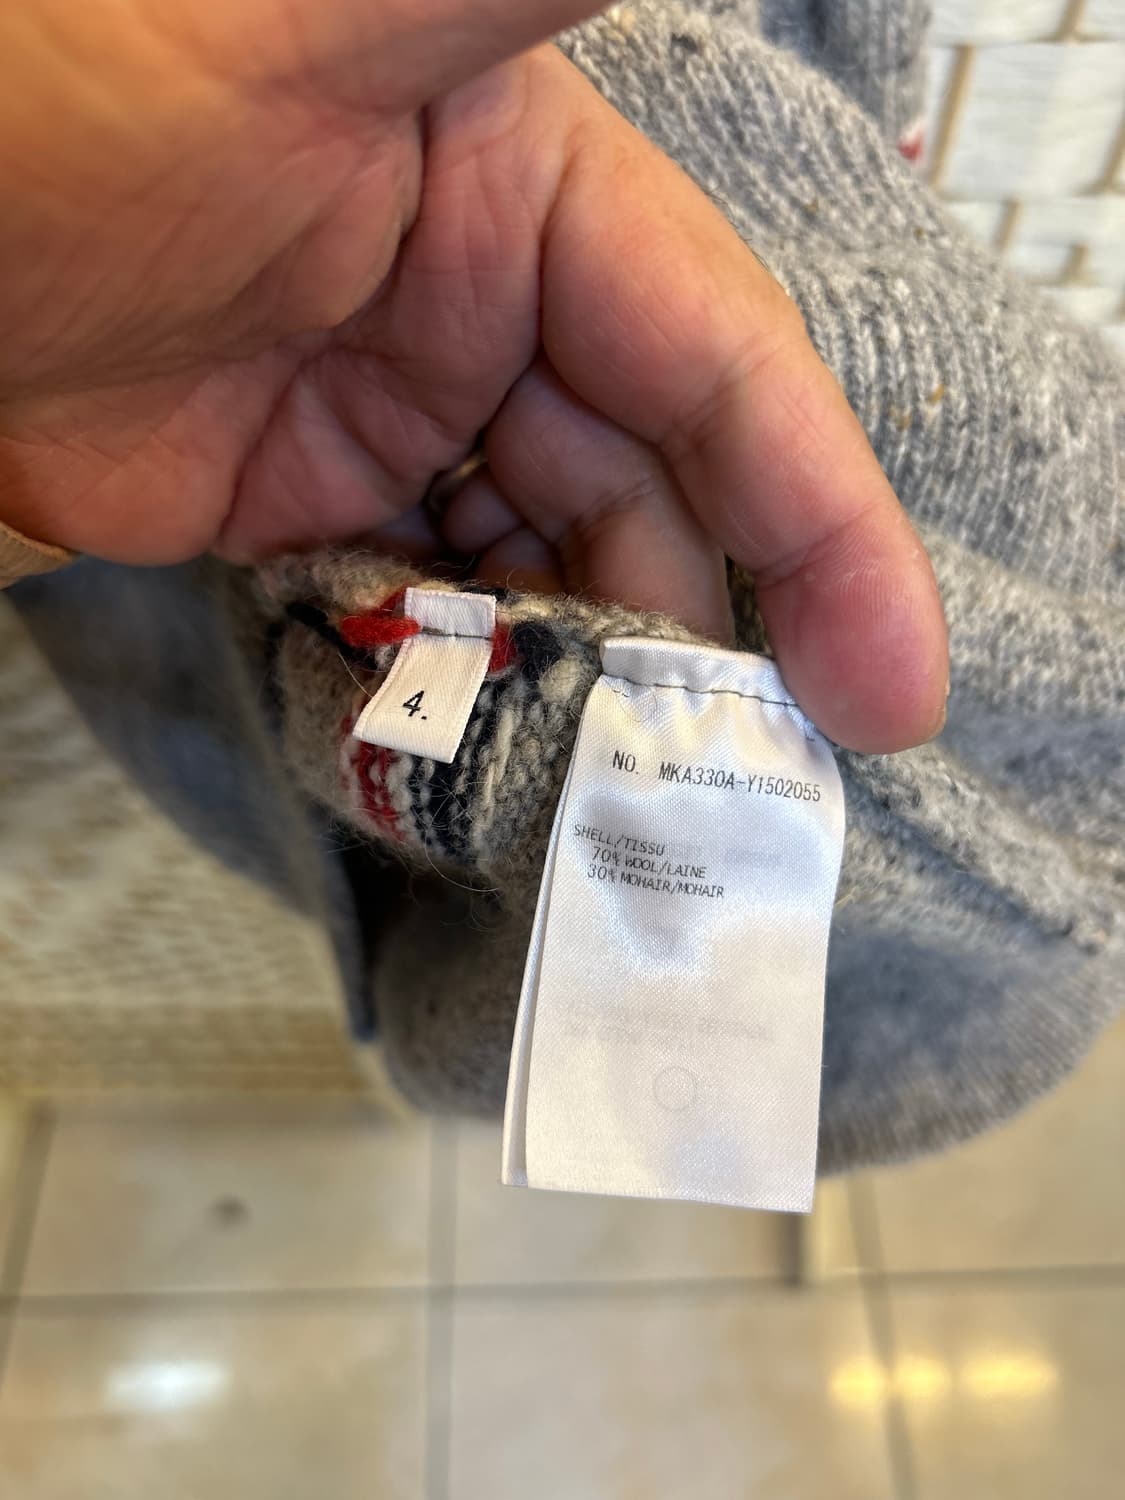 4.
NO. MKA330A-Y1502055
SHELL/TISSU
70% WOOL/LAINE
30% MOHAIR/MOHAIR